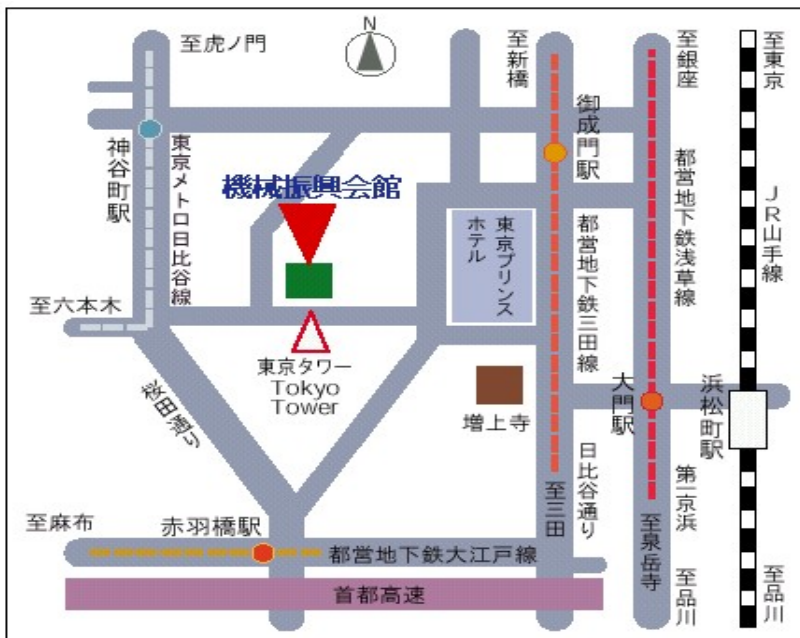 至虎ノ門
N
至新橋
至銀座
至東京
神谷町駅
東京メトロ日比谷線
機械振興会館
御成門駅
都営地下鉄浅草線
JR山手線
東京プリンス
ホテル
都営地下鉄三田線
至六本木
東京タワー
Tokyo
Tower
桜田通り
増上寺
大門駅
浜松町駅
日比谷通り
第一京浜
至三田
至泉岳寺
至麻布
赤羽橋駅
都営地下鉄大江戸線
首都高速
至品川
至品川